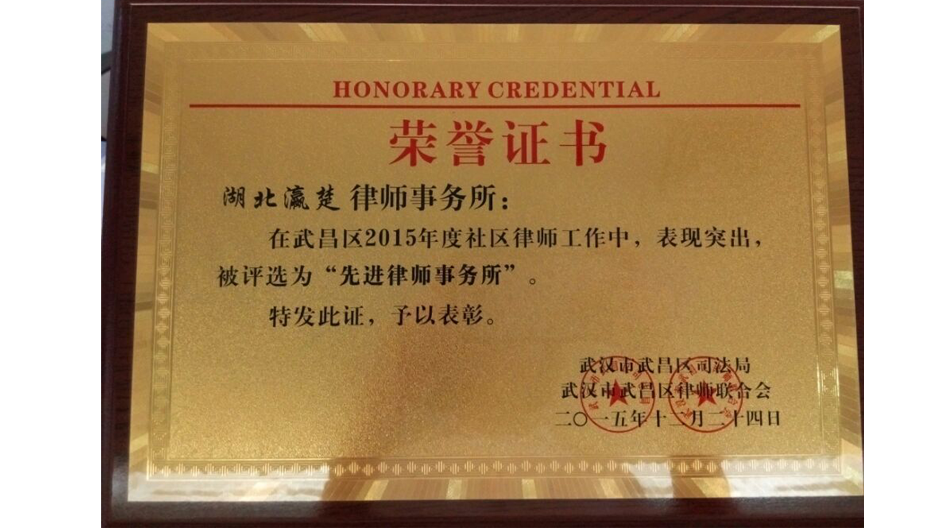 HONORARY CREDENTIAL
荣誉证书
湖北瀛楚律师事务所：
在武昌区2015年度社区律师工作中，表现突出，
被评选为“先进律师事务所”。
特发此证，予以表彰。
武汉市武昌区司法局
武汉市武昌区律师联合会
二〇一五年十二月二十四日